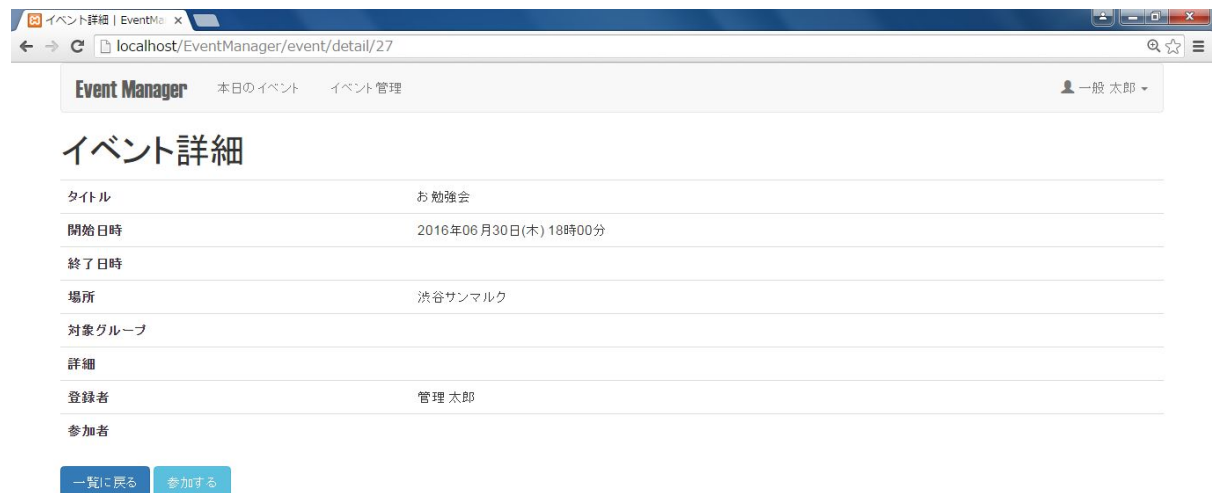 イベント詳細 | EventMa
localhost/EventManager/event/detail/27
Event Manager 本日のイベント イベント管理 一般 太郎
イベント詳細
タイトル お勉強会
開始日時 2016年06月30日(木) 18時00分
終了日時
場所 渋谷サンマルク
対象グループ
詳細
登録者 管理 太郎
参加者
一覧に戻る 参加する